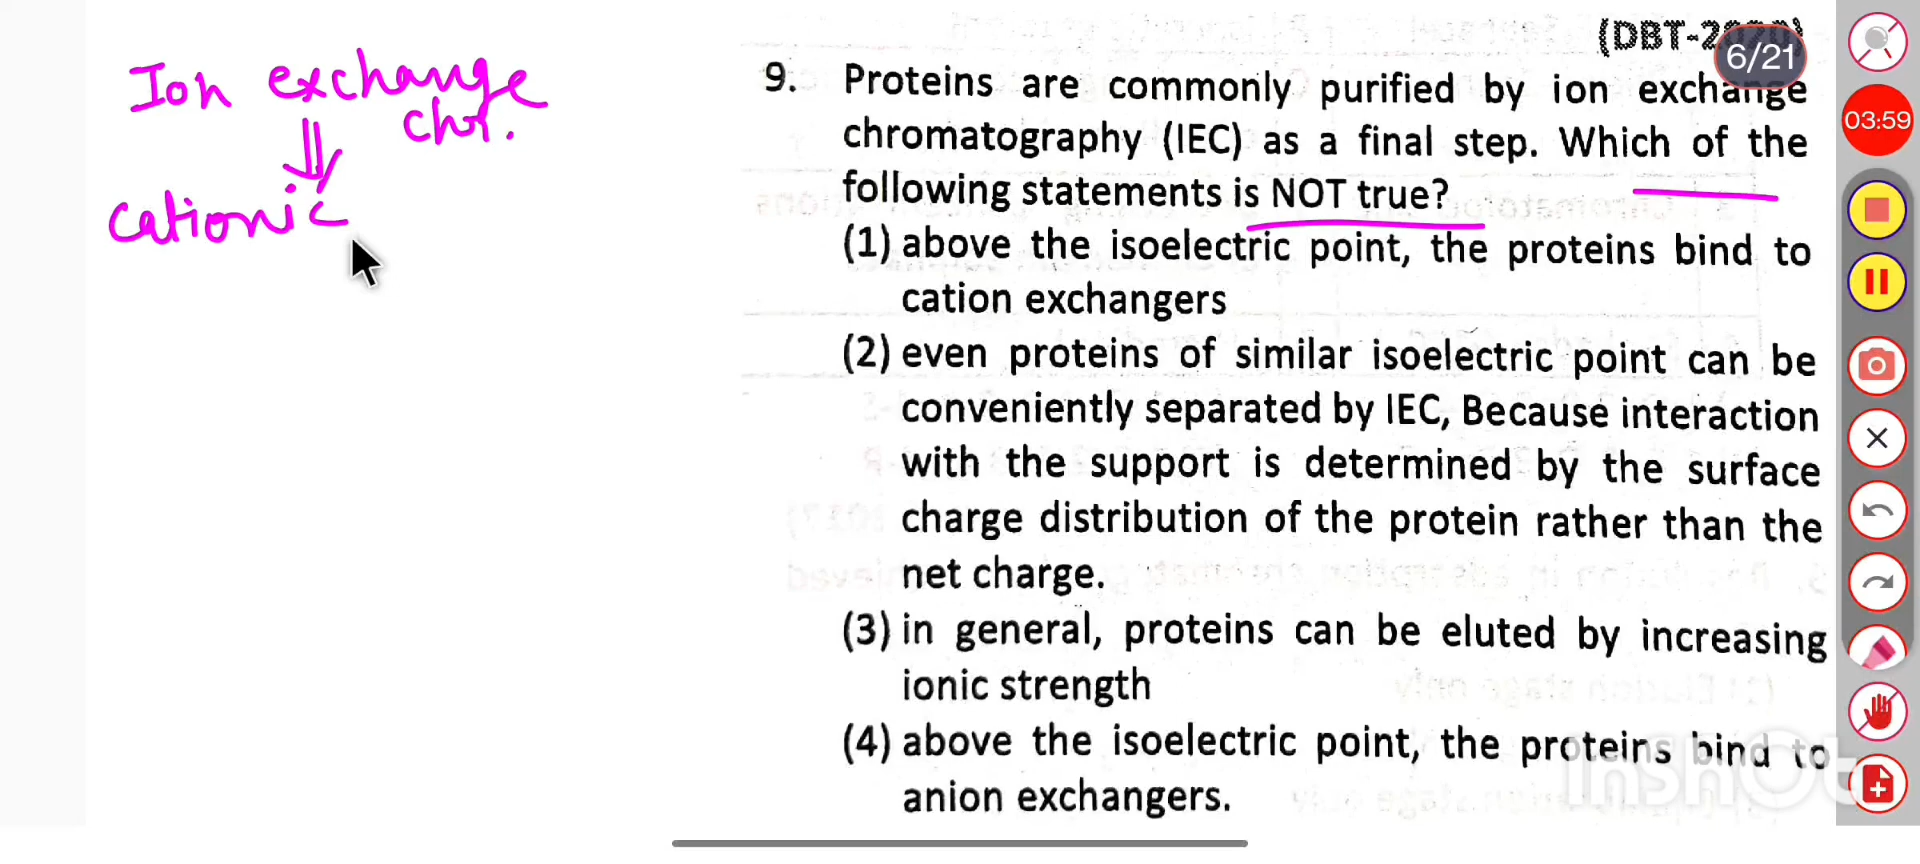 (DBT-2020)
6/21
Ion exchange
chr.
cationic
9. Proteins are commonly purified by ion exchange
chromatography (IEC) as a final step. Which of the
following statements is NOT true?
(1) above the isoelectric point, the proteins bind to
cation exchangers
(2) even proteins of similar isoelectric point can be
conveniently separated by IEC, Because interaction
with the support is determined by the surface
charge distribution of the protein rather than the
net charge.
(3) in general, proteins can be eluted by increasing
ionic strength
(4) above the isoelectric point, the proteins bind to
anion exchangers.
03:59
InShOt